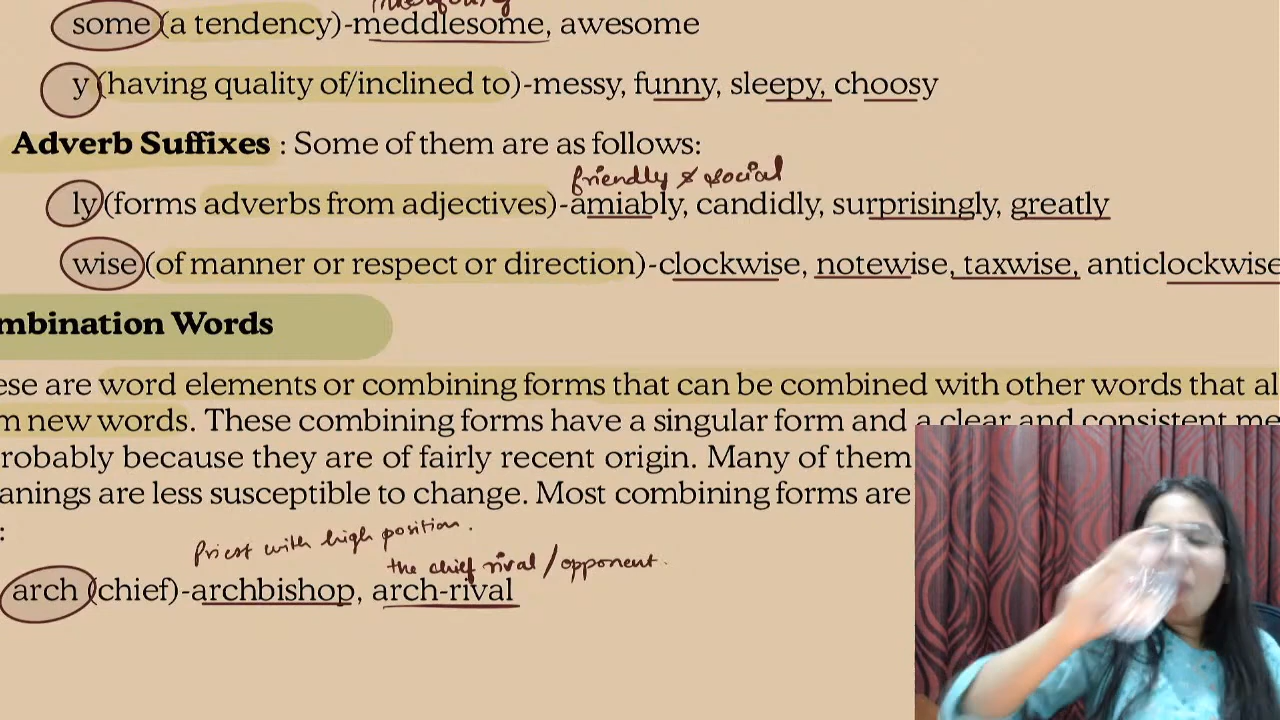 some (a tendency)-meddlesome, awesome
y (having quality of/inclined to)-messy, funny, sleepy, choosy
Adverb Suffixes : Some of them are as follows:
friendly & social
ly (forms adverbs from adjectives)-amiably, candidly, surprisingly, greatly
wise (of manner or respect or direction)-clockwise, notewise, taxwise, anticlockwise
mbination Words
ese are word elements or combining forms that can be combined with other words that al
m new words. These combining forms have a singular form and a clear and consistent me
robably because they are of fairly recent origin. Many of them
anings are less susceptible to change. Most combining forms are
:
Priest with high position.
the chief rival / opponent.
arch (chief)-archbishop, arch-rival